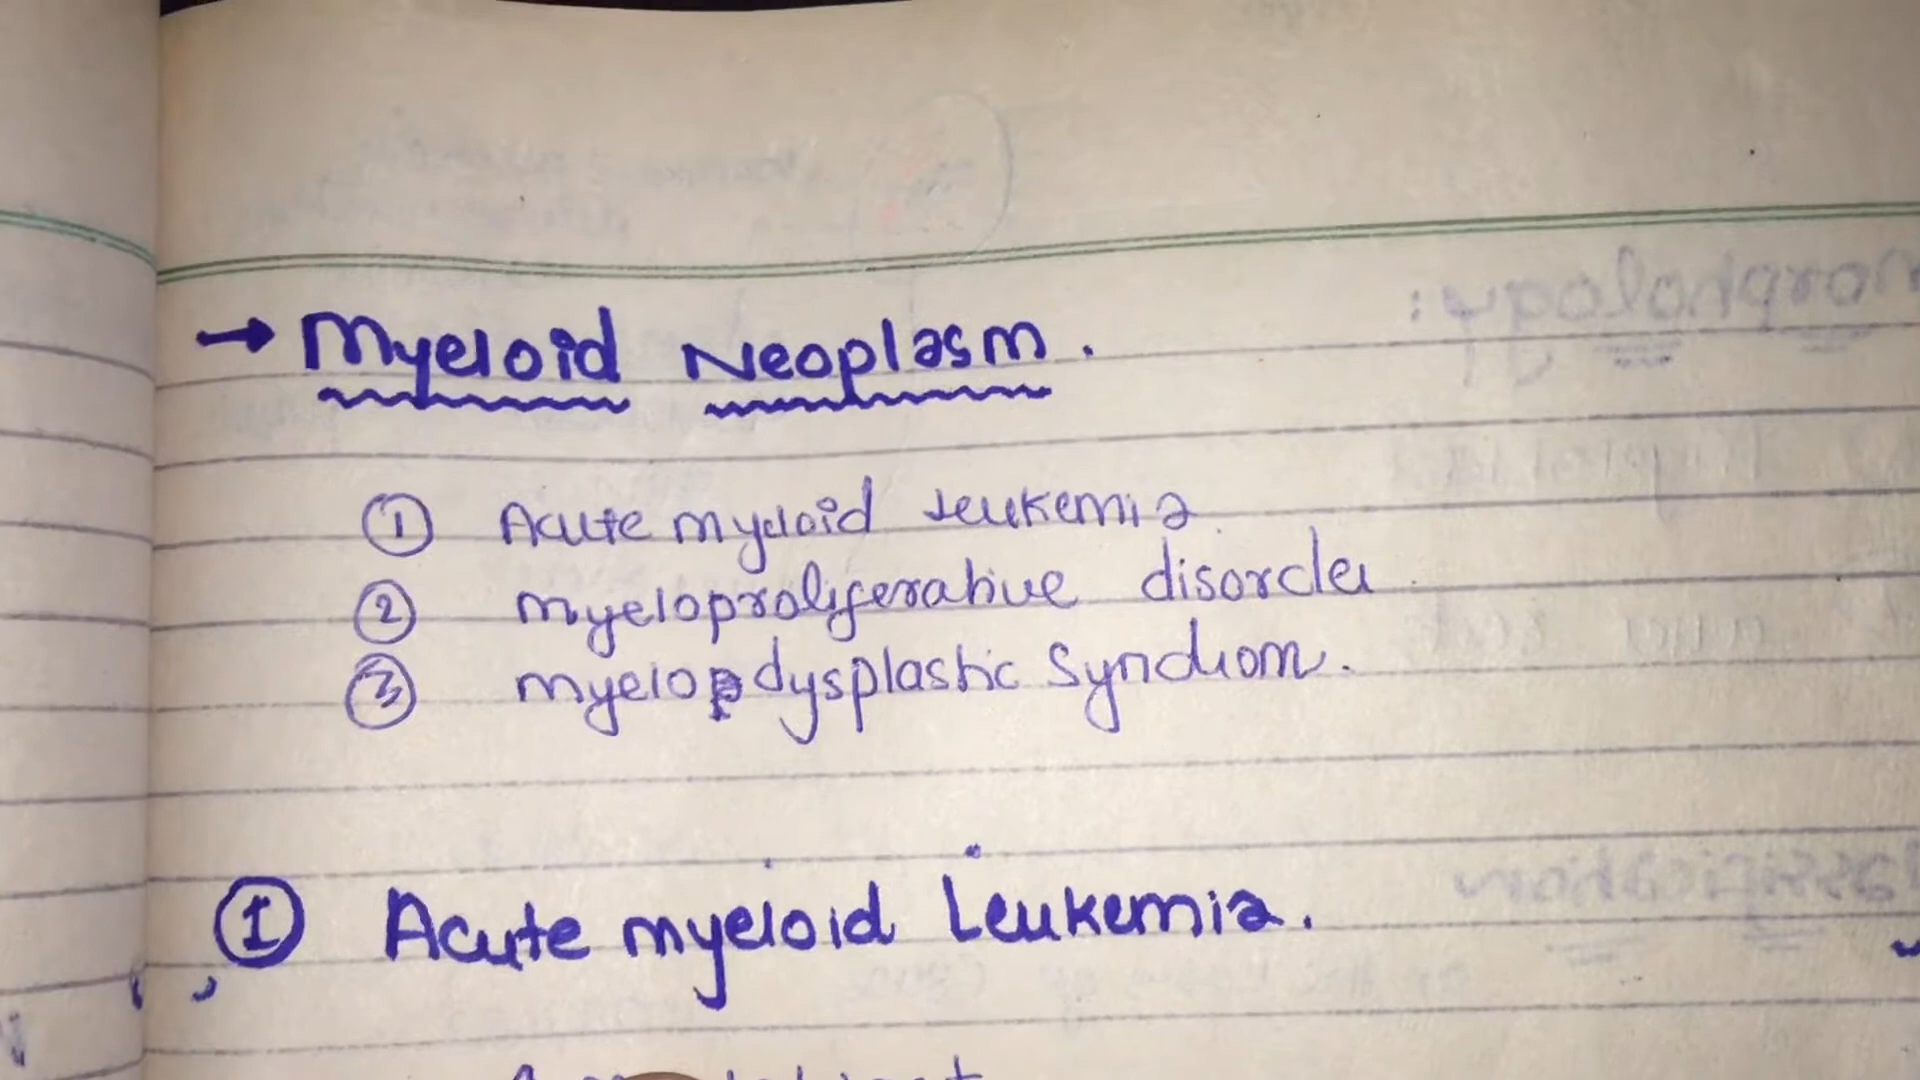 → Myeloid Neoplasm.
① Acute myeloid leukemia
② myeloproliferative disorder
③ myelodysplastic Syndrom.
① Acute myeloid Leukemia.